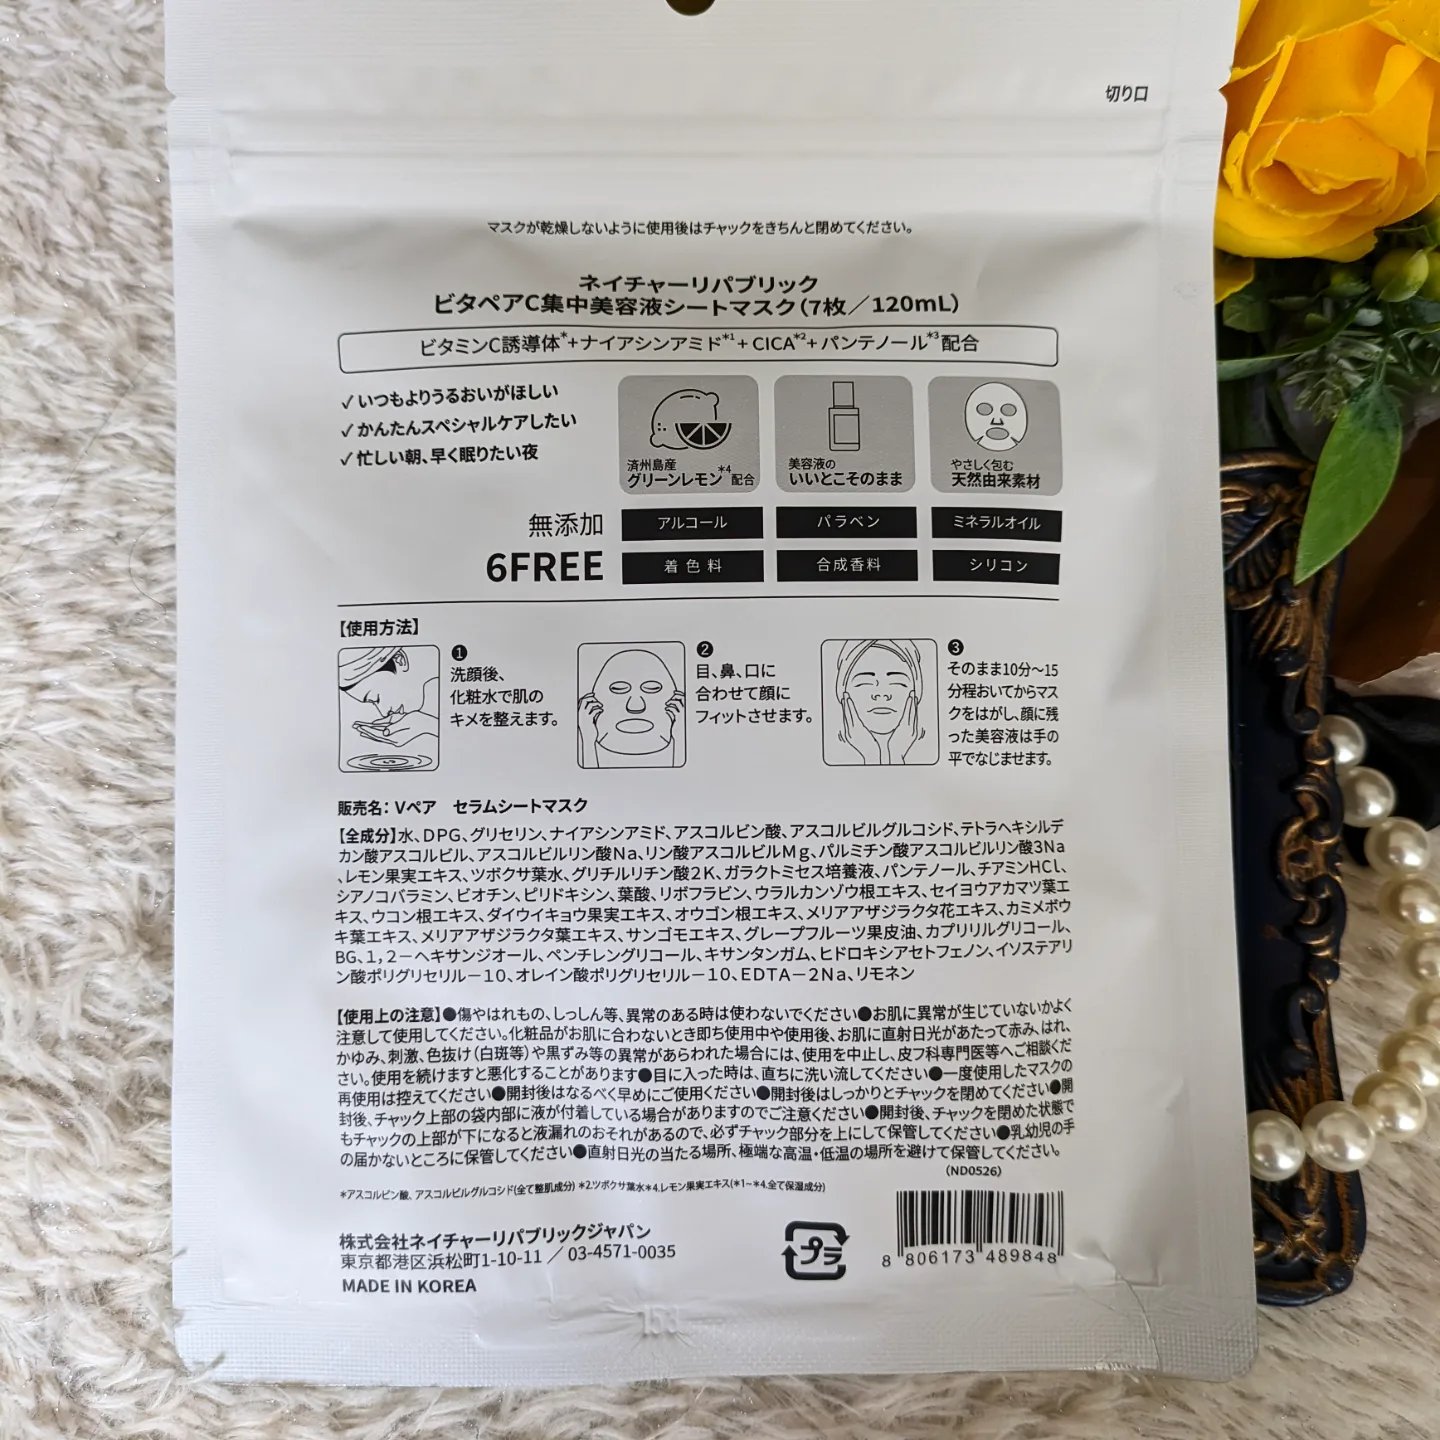 切り口
マスクが乾燥しないように使用後はチャックをきちんと閉めてください。
ネイチャーリパブリック
ビタペアC集中美容液シートマスク(7枚／120mL)
ビタミンC誘導体*+ナイアシンアミド*1+CICA*2+パンテノール*3配合
✓いつもよりうるおいがほしい
✓かんたんスペシャルケアしたい
✓忙しい朝、早く眠りたい夜
済州島産
グリーンレモン*4配合
美容液の
いいとこそのまま
やさしく包む
天然由来素材
無添加
6FREE
アルコール
パラベン
ミネラルオイル
着色料
合成香料
シリコン
【使用方法】
❶
洗顔後、
化粧水で肌の
キメを整えます。
❷
目、鼻、口に
合わせて顔に
フィットさせます。
❸
そのまま10分〜15
分程おいてからマス
クをはがし、顔に残
った美容液は手の
平でなじませます。
販売名：Vペア　セラムシートマスク
【全成分】水、DPG、グリセリン、ナイアシンアミド、アスコルビン酸、アスコルビルグルコシド、テトラヘキシルデ
カン酸アスコルビル、アスコルビルリン酸Na、リン酸アスコルビルMg、パルミチン酸アスコルビルリン酸3Na
、レモン果実エキス、ツボクサ葉水、グリチルリチン酸2K、ガラクトミセス培養液、パンテノール、チアミンHCl、
シアノコバラミン、ビオチン、ピリドキシン、葉酸、リボフラビン、ウラルカンゾウ根エキス、セイヨウアカマツ葉エ
キス、ウコン根エキス、ダイウイキョウ果実エキス、オウゴン根エキス、メリアアザジラクタ花エキス、カミメボウ
キ葉エキス、メリアアザジラクタ葉エキス、サンゴモエキス、グレープフルーツ果皮油、カプリリルグリコール、
BG、1，2－ヘキサンジオール、ペンチレングリコール、キサンタンガム、ヒドロキシアセトフェノン、イソステアリ
ン酸ポリグリセリル－10、オレイン酸ポリグリセリル－10、EDTA－2Na、リモネン
【使用上の注意】●傷やはれもの、しっしん等、異常のある時は使わないでください●お肌に異常が生じていないかよく
注意して使用してください。化粧品がお肌に合わないとき即ち使用中や使用後、お肌に直射日光があたって赤み、はれ、
かゆみ、刺激、色抜け（白斑等）や黒ずみ等の異常があらわれた場合には、使用を中止し、皮フ科専門医等へご相談くだ
さい。使用を続けますと悪化することがあります●目に入った時は、直ちに洗い流してください●一度使用したマスクの
再使用は控えてください●開封後はなるべく早めにご使用ください●開封後はしっかりとチャックを閉めてください●開
封後、チャック上部の袋内部に液が付着している場合がありますのでご注意ください●開封後、チャックを閉めた状態で
もチャックの上部が下になると液漏れのおそれがあるので、必ずチャック部分を上にして保管してください●乳幼児の手
の届かないところに保管してください●直射日光の当たる場所、極端な高温・低温の場所を避けて保管してください。
(ND0526)
*アスコルビン酸、アスコルビルグルコシド(全て整肌成分) *2.ツボクサ葉水*4.レモン果実エキス(*1~*4.全て保湿成分)
株式会社ネイチャーリパブリックジャパン
東京都港区浜松町1-10-11 ／ 03-4571-0035
MADE IN KOREA
プラ
8 806173 489848